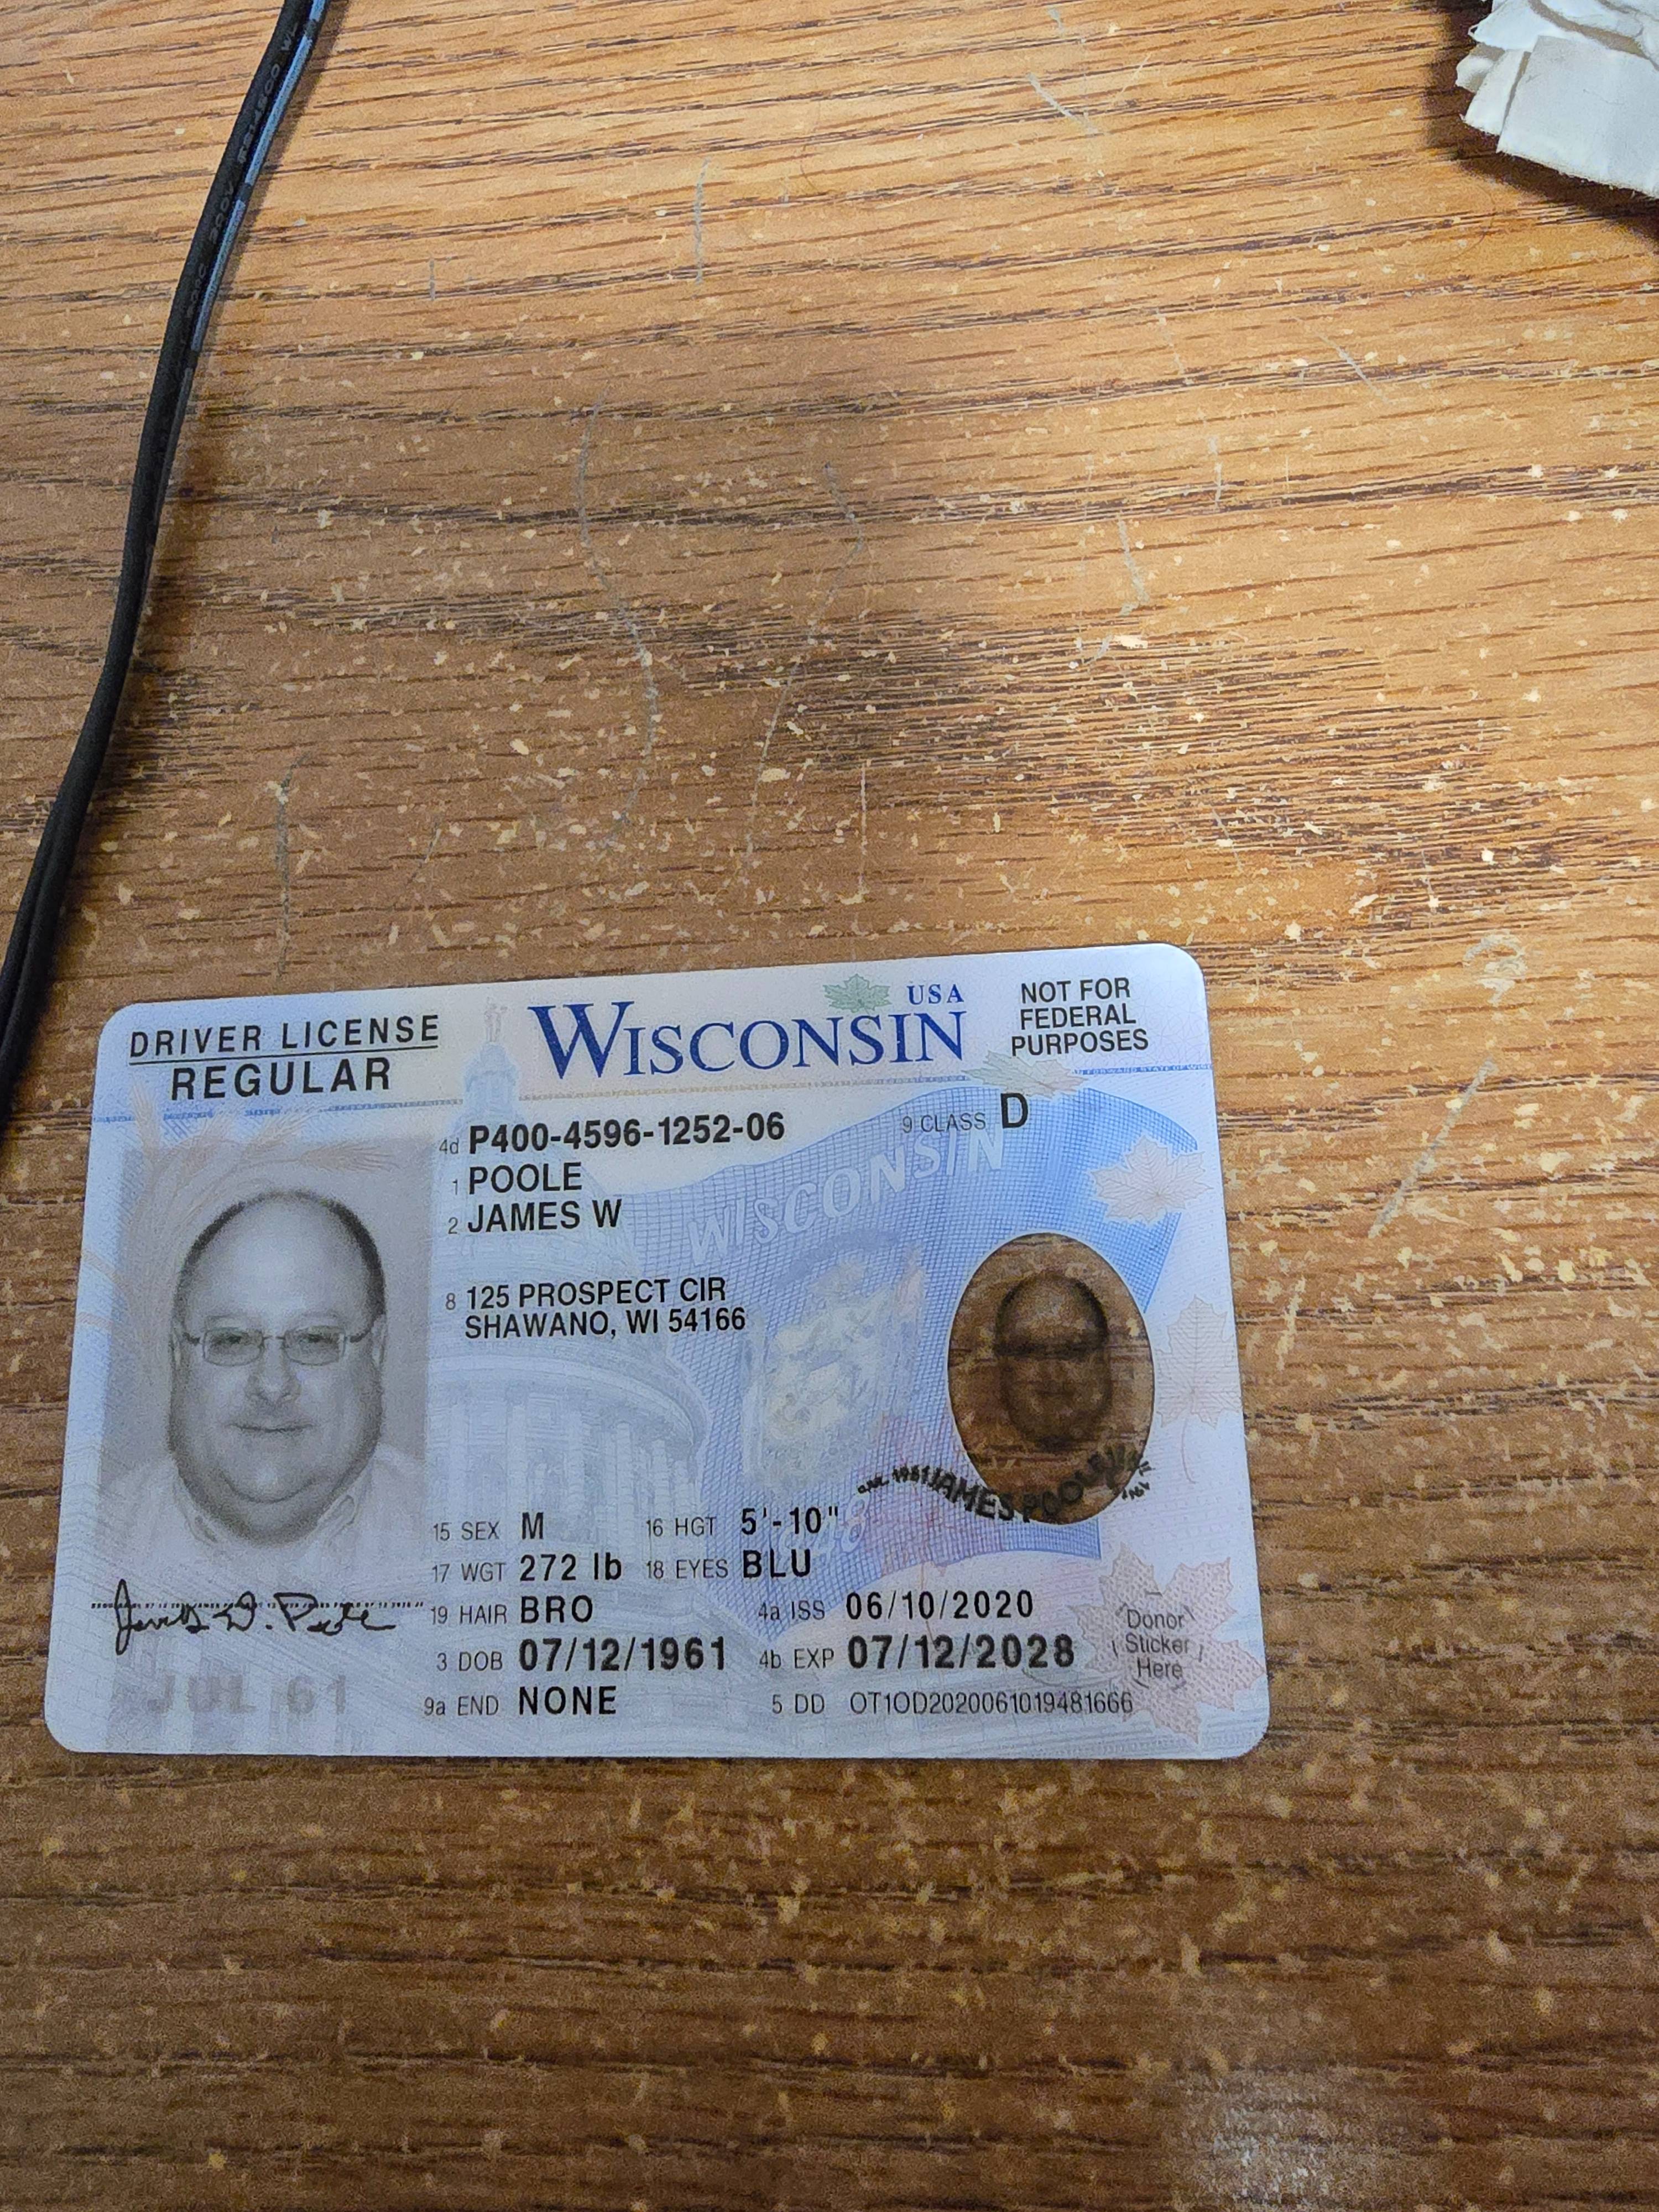 DRIVER LICENSE
REGULAR
WISCONSIN
USA
NOT FOR
FEDERAL
PURPOSES
4d P400-4596-1252-06
9 CLASS D
1 POOLE
2 JAMES W
WISCONSIN
8 125 PROSPECT CIR
SHAWANO, WI 54166
15 SEX M
16 HGT 5'-10"
17 WGT 272 lb
18 EYES BLU
19 HAIR BRO
4a ISS 06/10/2020
3 DOB 07/12/1961
4b EXP 07/12/2028
9a END NONE
5 DD OT1OD2020061019481666
Donor
Sticker
Here
James W. Poole
JUL 61